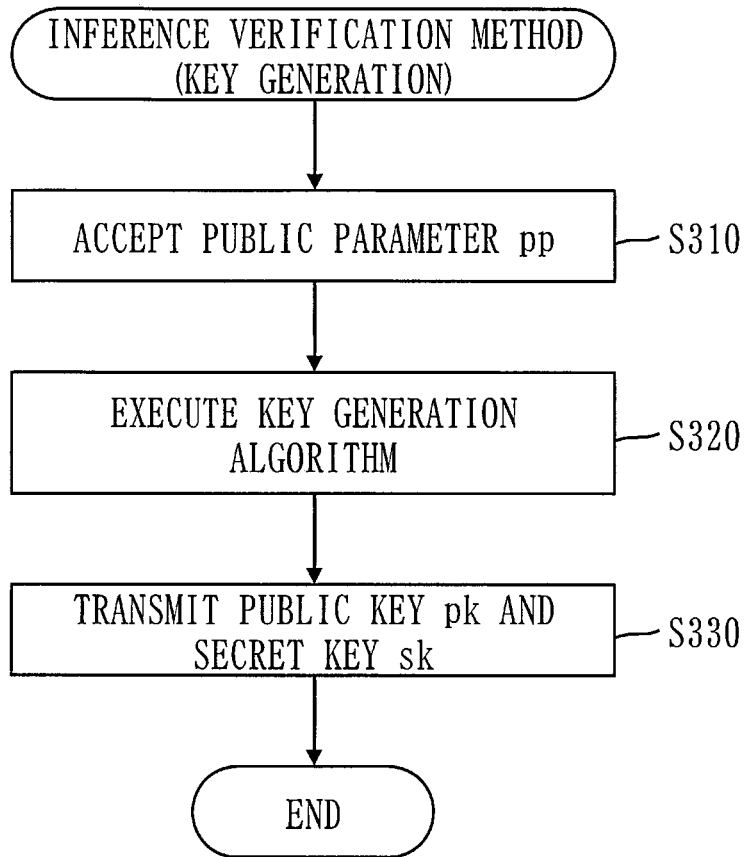 INFERENCE VERIFICATION METHOD
(KEY GENERATION)
ACCEPT PUBLIC PARAMETER pp
S310
EXECUTE KEY GENERATION
ALGORITHM
S320
TRANSMIT PUBLIC KEY pk AND
SECRET KEY sk
S330
END